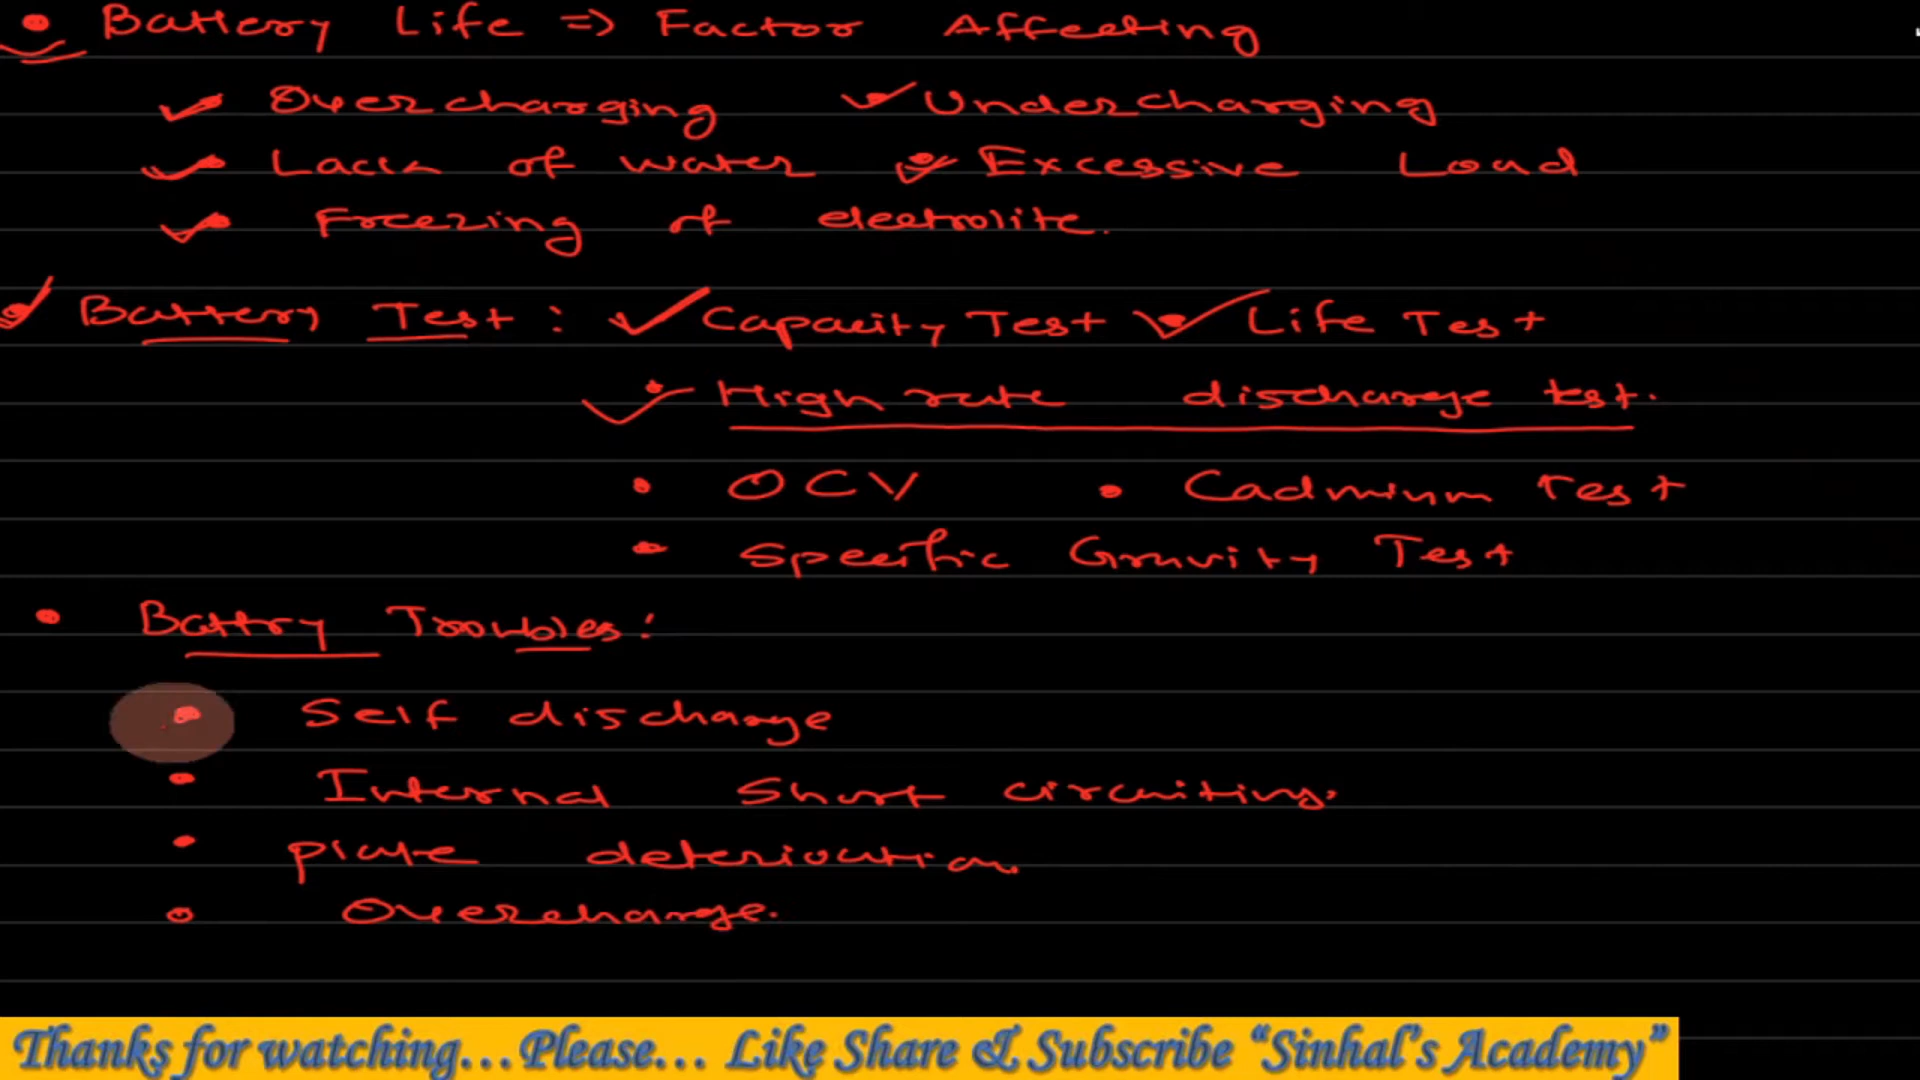 Battery Life => Factor Affecting
Overcharging Undercharging
Lack of water Excessive Load
Freezing of electrolite.
Battery Test : Capacity Test Life Test
High rate discharge test.
OCV Cadmium Test
Specific Gravity Test
Battry Troubles:
Self discharge
Internal Short circuiting.
plate deterioution.
Overcharge.
Thanks for watching...Please... Like Share & Subscribe “Sinhal's Academy”